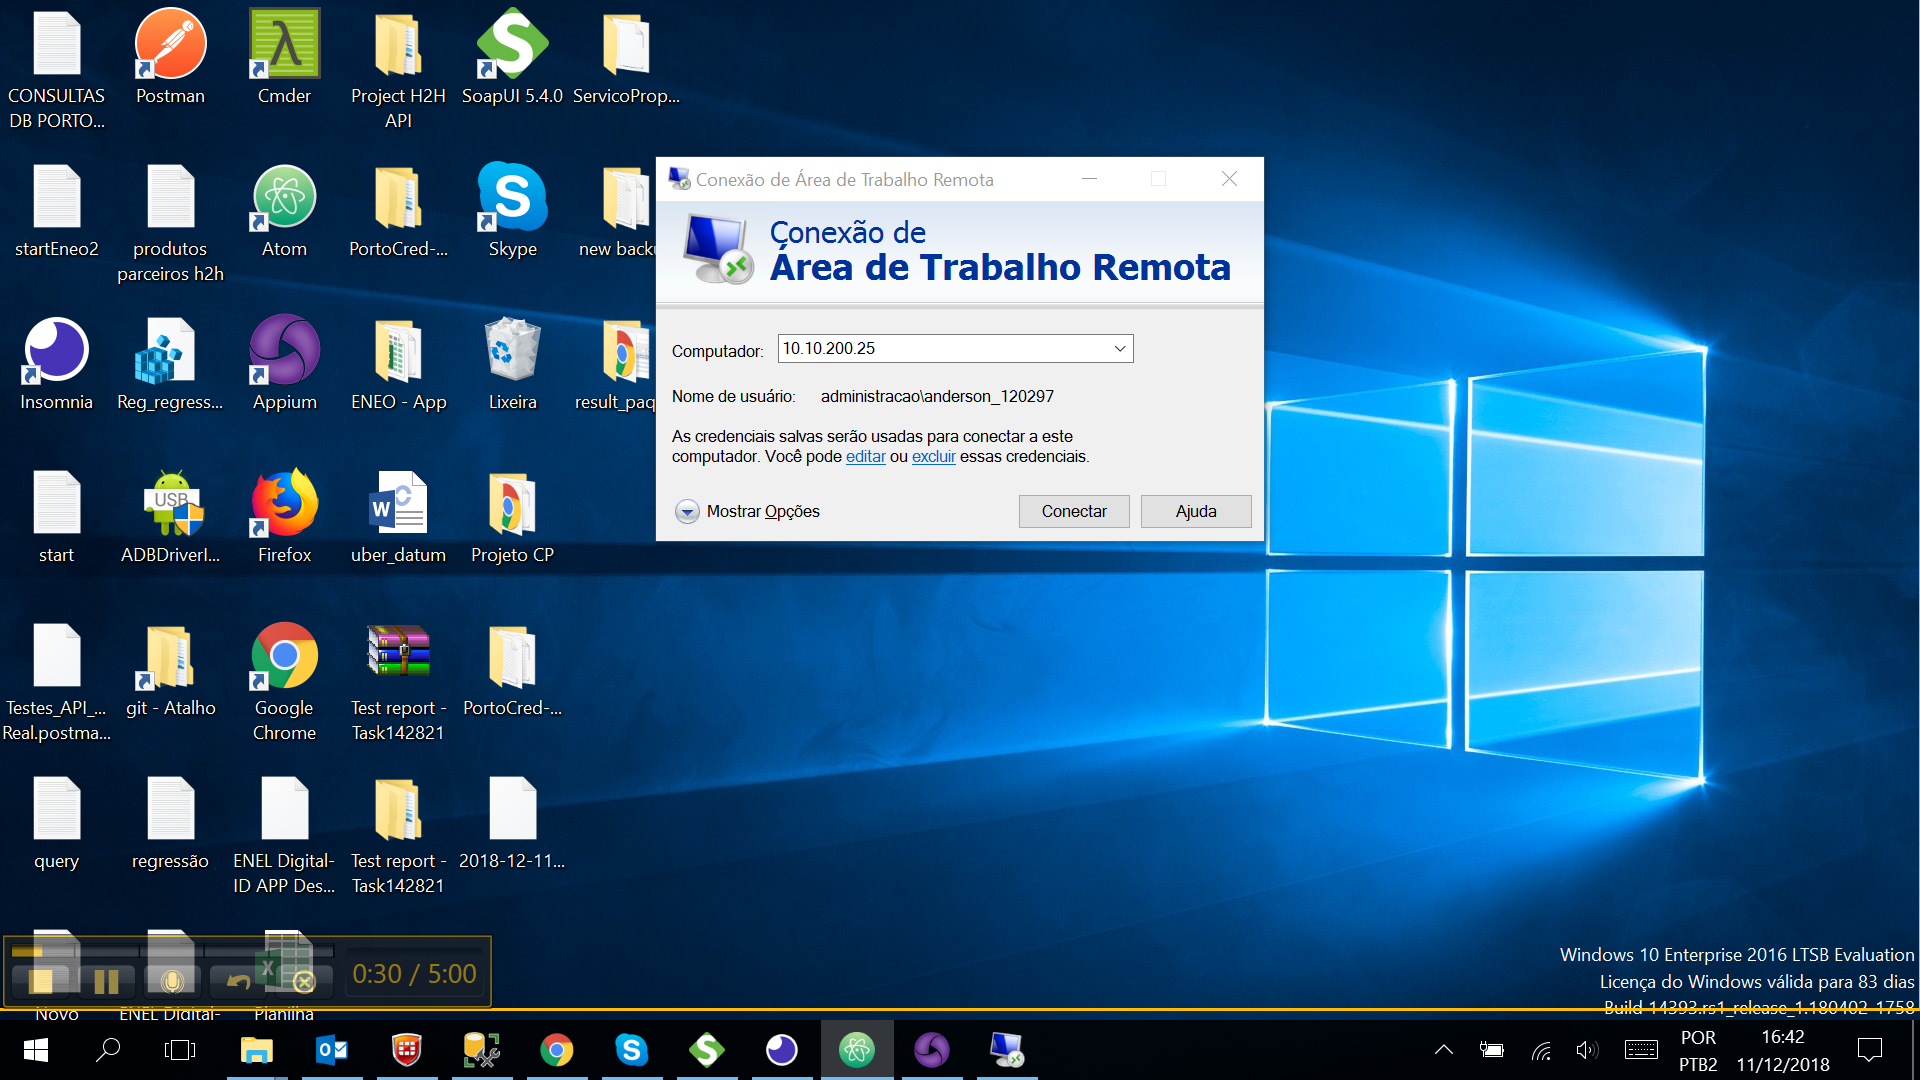 CONSULTAS
DB PORTO...
Postman
Cmder
Project H2H
API
SoapUI 5.4.0
ServicoProp...
startEneo2
produtos
parceiros h2h
Atom
PortoCred-...
Skype
new backu
Insomnia
Reg_regress...
Appium
ENEO - App
Lixeira
result_paq
start
USB
ADBDriverI...
Firefox
W
uber_datum
Projeto CP
Testes_API_...
Real.postma...
git - Atalho
Google
Chrome
Test report -
Task142821
PortoCred-...
query
regressão
ENEL Digital-
ID APP Des...
Test report -
Task142821
2018-12-11...
Novo
ENEL Digital-
Planilha
0:30 / 5:00
Conexão de Área de Trabalho Remota
Conexão de
Área de Trabalho Remota
Computador:
10.10.200.25
Nome de usuário:
administracao\anderson_120297
As credenciais salvas serão usadas para conectar a este
computador. Você pode editar ou excluir essas credenciais.
Mostrar Opções
Conectar
Ajuda
Windows 10 Enterprise 2016 LTSB Evaluation
Licença do Windows válida para 83 dias
Build 14393.rs1_release_1.180402-1758
POR
PTB2
16:42
11/12/2018